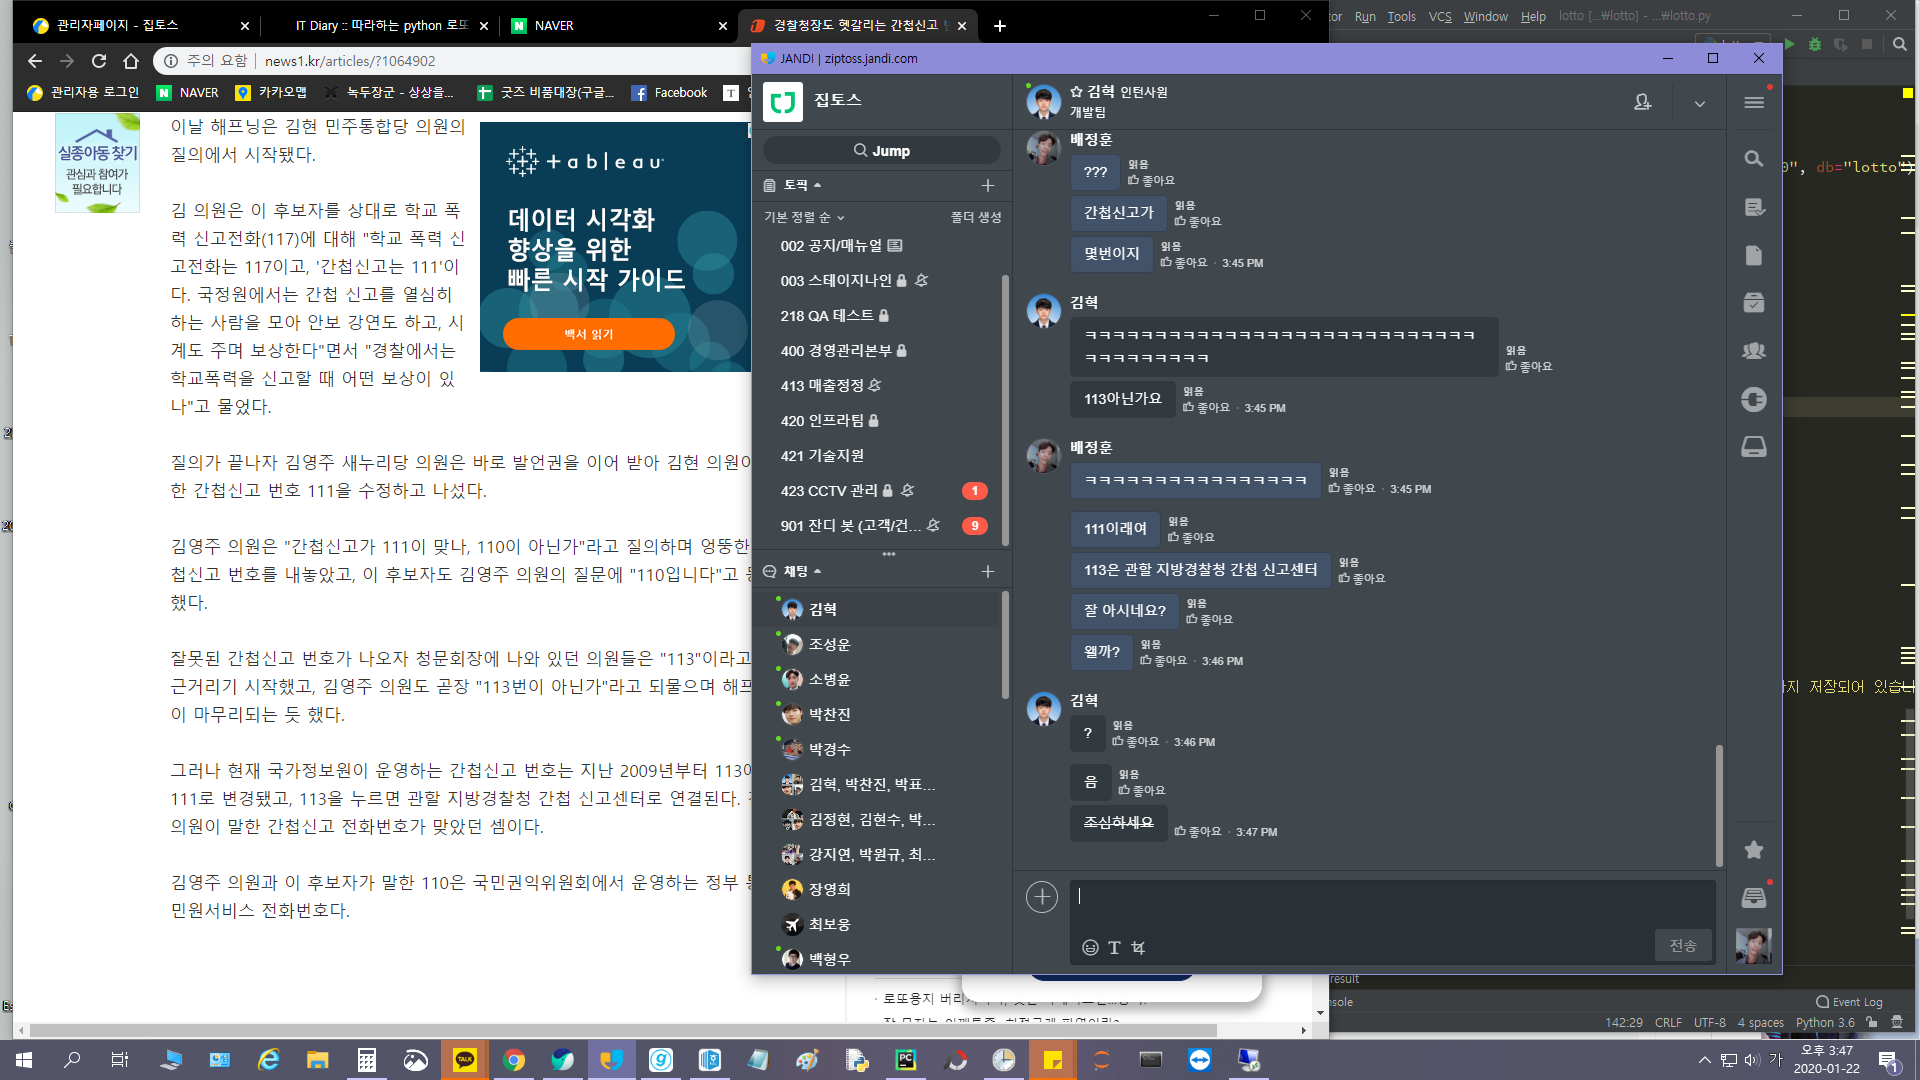 관리자페이지 - 집토스
IT Diary :: 따라하는 python 로또
NAVER
경찰청장도 헷갈리는 간첩신고
Run Tools VCS Window Help lotto [...₩lotto] - ...₩lotto.py
주의 요함 news1.kr/articles/?1064902
관리자용 로그인
NAVER
카카오맵
녹두장군 - 상상을...
굿즈 비품대장(구글...
Facebook
실종아동 찾기
관심과 참여가
필요합니다
이날 해프닝은 김현 민주통합당 의원의
질의에서 시작됐다.
김 의원은 이 후보자를 상대로 학교 폭
력 신고전화(117)에 대해 "학교 폭력 신
고전화는 117이고, '간첩신고는 111'이
다. 국정원에서는 간첩 신고를 열심히
하는 사람을 모아 안보 강연도 하고, 시
계도 주며 보상한다"면서 "경찰에서는
학교폭력을 신고할 때 어떤 보상이 있
나"고 물었다.
+ableau
데이터 시각화
향상을 위한
빠른 시작 가이드
백서 읽기
질의가 끝나자 김영주 새누리당 의원은 바로 발언권을 이어 받아 김현 의원이
한 간첩신고 번호 111을 수정하고 나섰다.
김영주 의원은 "간첩신고가 111이 맞나, 110이 아닌가"라고 질의하며 엉뚱한
첩신고 번호를 내놓았고, 이 후보자도 김영주 의원의 질문에 "110입니다"고
했다.
잘못된 간첩신고 번호가 나오자 청문회장에 나와 있던 의원들은 "113"이라고
근거리기 시작했고, 김영주 의원도 곧장 "113번이 아닌가"라고 되물으며 해프
이 마무리되는 듯 했다.
그러나 현재 국가정보원이 운영하는 간첩신고 번호는 지난 2009년부터 113에
111로 변경됐고, 113을 누르면 관할 지방경찰청 간첩 신고센터로 연결된다.
의원이 말한 간첩신고 전화번호가 맞았던 셈이다.
김영주 의원과 이 후보자가 말한 110은 국민권익위원회에서 운영하는 정부
민원서비스 전화번호다.
JANDI | ziptoss.jandi.com
집토스
Jump
토픽
기본 정렬 순 폴더 생성
002 공지/매뉴얼
003 스테이지나인
218 QA 테스트
400 경영관리본부
413 매출정정
420 인프라팀
421 기술지원
423 CCTV 관리 1
901 잔디 봇 (고객/건... 9
채팅
김혁
조성운
소병윤
박찬진
박경수
김혁, 박찬진, 박표...
김정현, 김현수, 박...
강지연, 박원규, 최...
장영희
최보웅
백형우
김혁 인턴사원
개발팀
배정훈
???
읽음
좋아요
간첩신고가
읽음
좋아요
몇번이지
읽음
좋아요 · 3:45 PM
김혁
ㅋㅋㅋㅋㅋㅋㅋㅋㅋㅋㅋㅋㅋㅋㅋㅋㅋㅋㅋㅋㅋㅋㅋㅋㅋㅋㅋㅋ
ㅋㅋㅋㅋㅋㅋㅋㅋㅋ
읽음
좋아요
113아닌가요
읽음
좋아요 · 3:45 PM
배정훈
ㅋㅋㅋㅋㅋㅋㅋㅋㅋㅋㅋㅋㅋㅋㅋㅋ
읽음
좋아요 · 3:45 PM
111이래여
읽음
좋아요
113은 관할 지방경찰청 간첩 신고센터
읽음
좋아요
잘 아시네요?
읽음
좋아요
왤까?
읽음
좋아요 · 3:46 PM
김혁
?
읽음
좋아요 · 3:46 PM
음
읽음
좋아요
조심하세요
좋아요 · 3:47 PM
전송
0", db="lotto")
지 저장되어 있습니
result
Event Log
142:29 CRLF UTF-8 4 spaces Python 3.6
TALK
PC
가
오후 3:47
2020-01-22
1